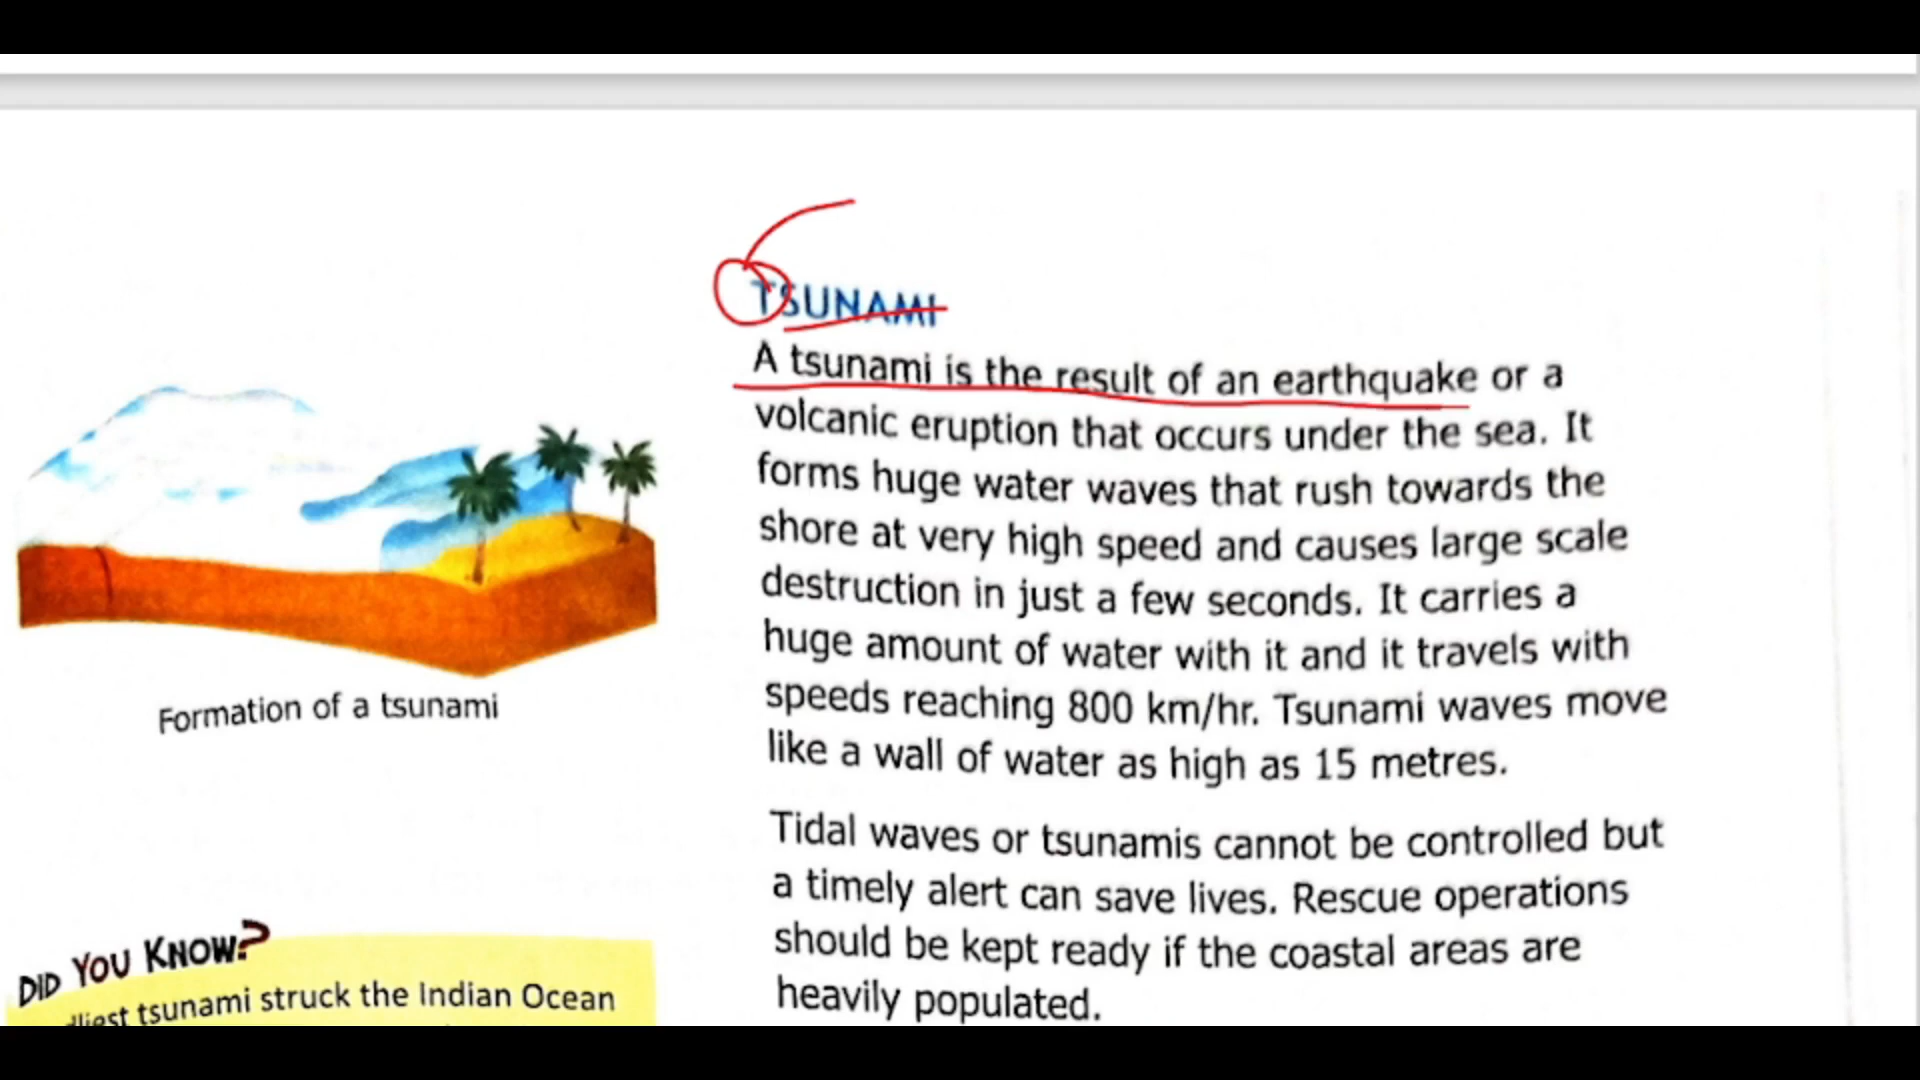 TSUNAMI
A tsunami is the result of an earthquake or a
volcanic eruption that occurs under the sea. It
forms huge water waves that rush towards the
shore at very high speed and causes large scale
destruction in just a few seconds. It carries a
huge amount of water with it and it travels with
speeds reaching 800 km/hr. Tsunami waves move
like a wall of water as high as 15 metres.
Tidal waves or tsunamis cannot be controlled but
a timely alert can save lives. Rescue operations
should be kept ready if the coastal areas are
heavily populated.
Formation of a tsunami
DID YOU KNOW?
tsunami struck the Indian Ocean